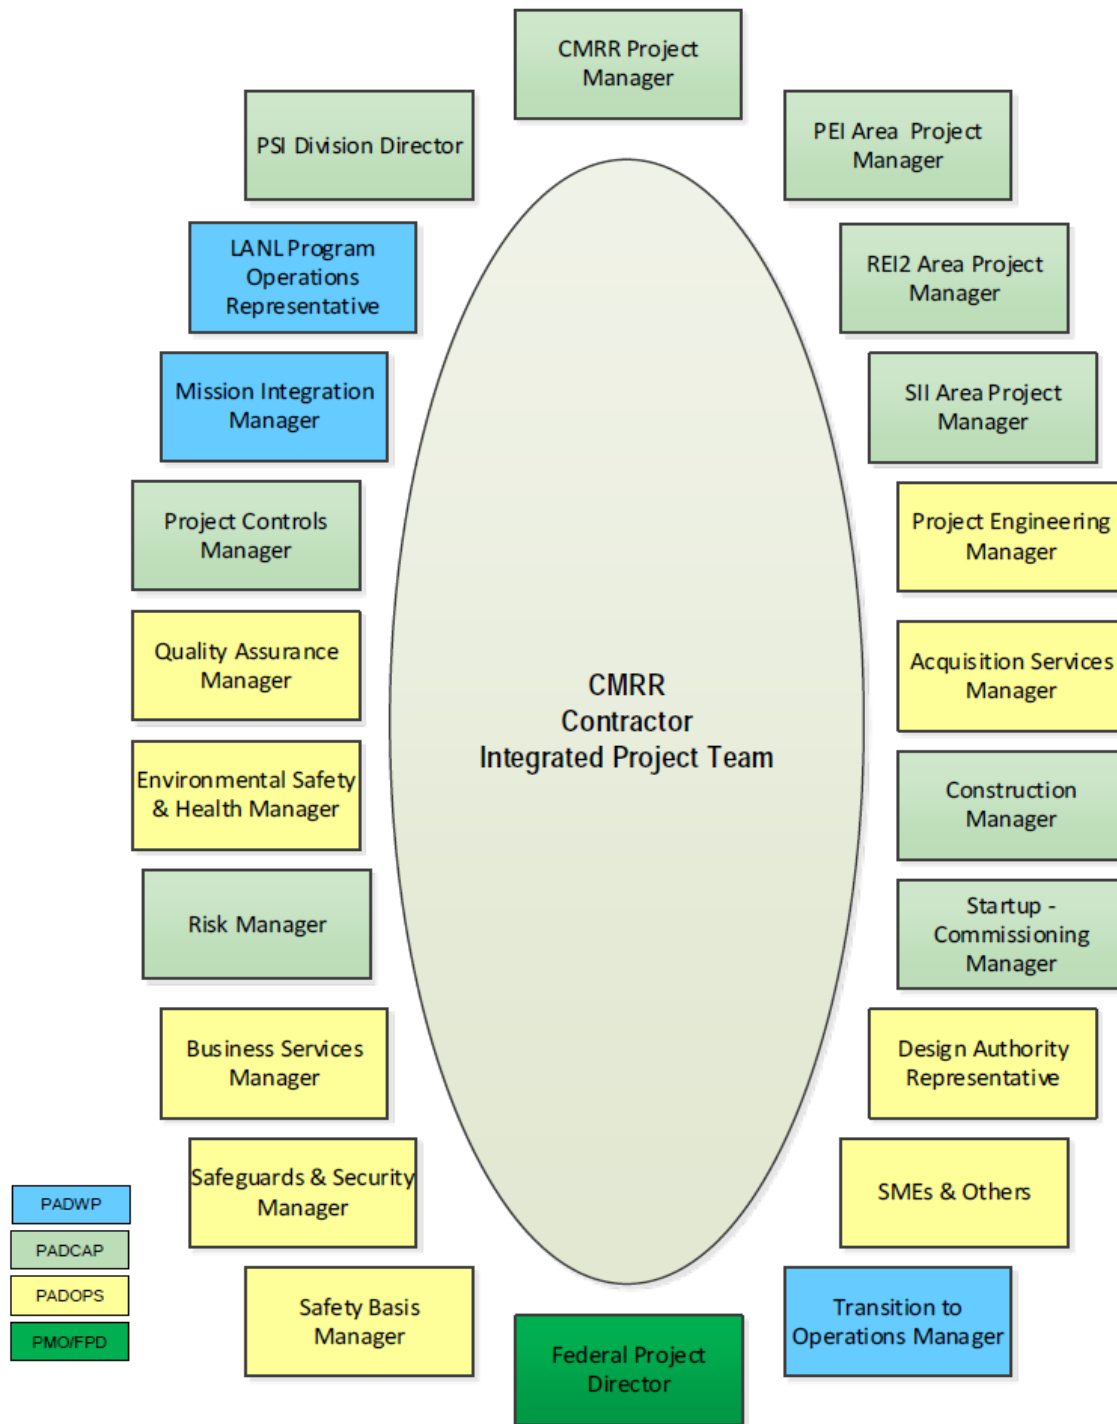 CMRR Project
Manager
PSI Division Director
PEI Area Project
Manager
LANL Program
Operations
Representative
REI2 Area Project
Manager
Mission Integration
Manager
SII Area Project
Manager
Project Controls
Manager
Project Engineering
Manager
Quality Assurance
Manager
Acquisition Services
Manager
CMRR
Contractor
Integrated Project Team
Environmental Safety
& Health Manager
Construction
Manager
Risk Manager
Startup -
Commissioning
Manager
Business Services
Manager
Design Authority
Representative
Safeguards & Security
Manager
SMEs & Others
Safety Basis
Manager
Transition to
Operations Manager
Federal Project
Director
PADWP
PADCAP
PADOPS
PMO/FPD